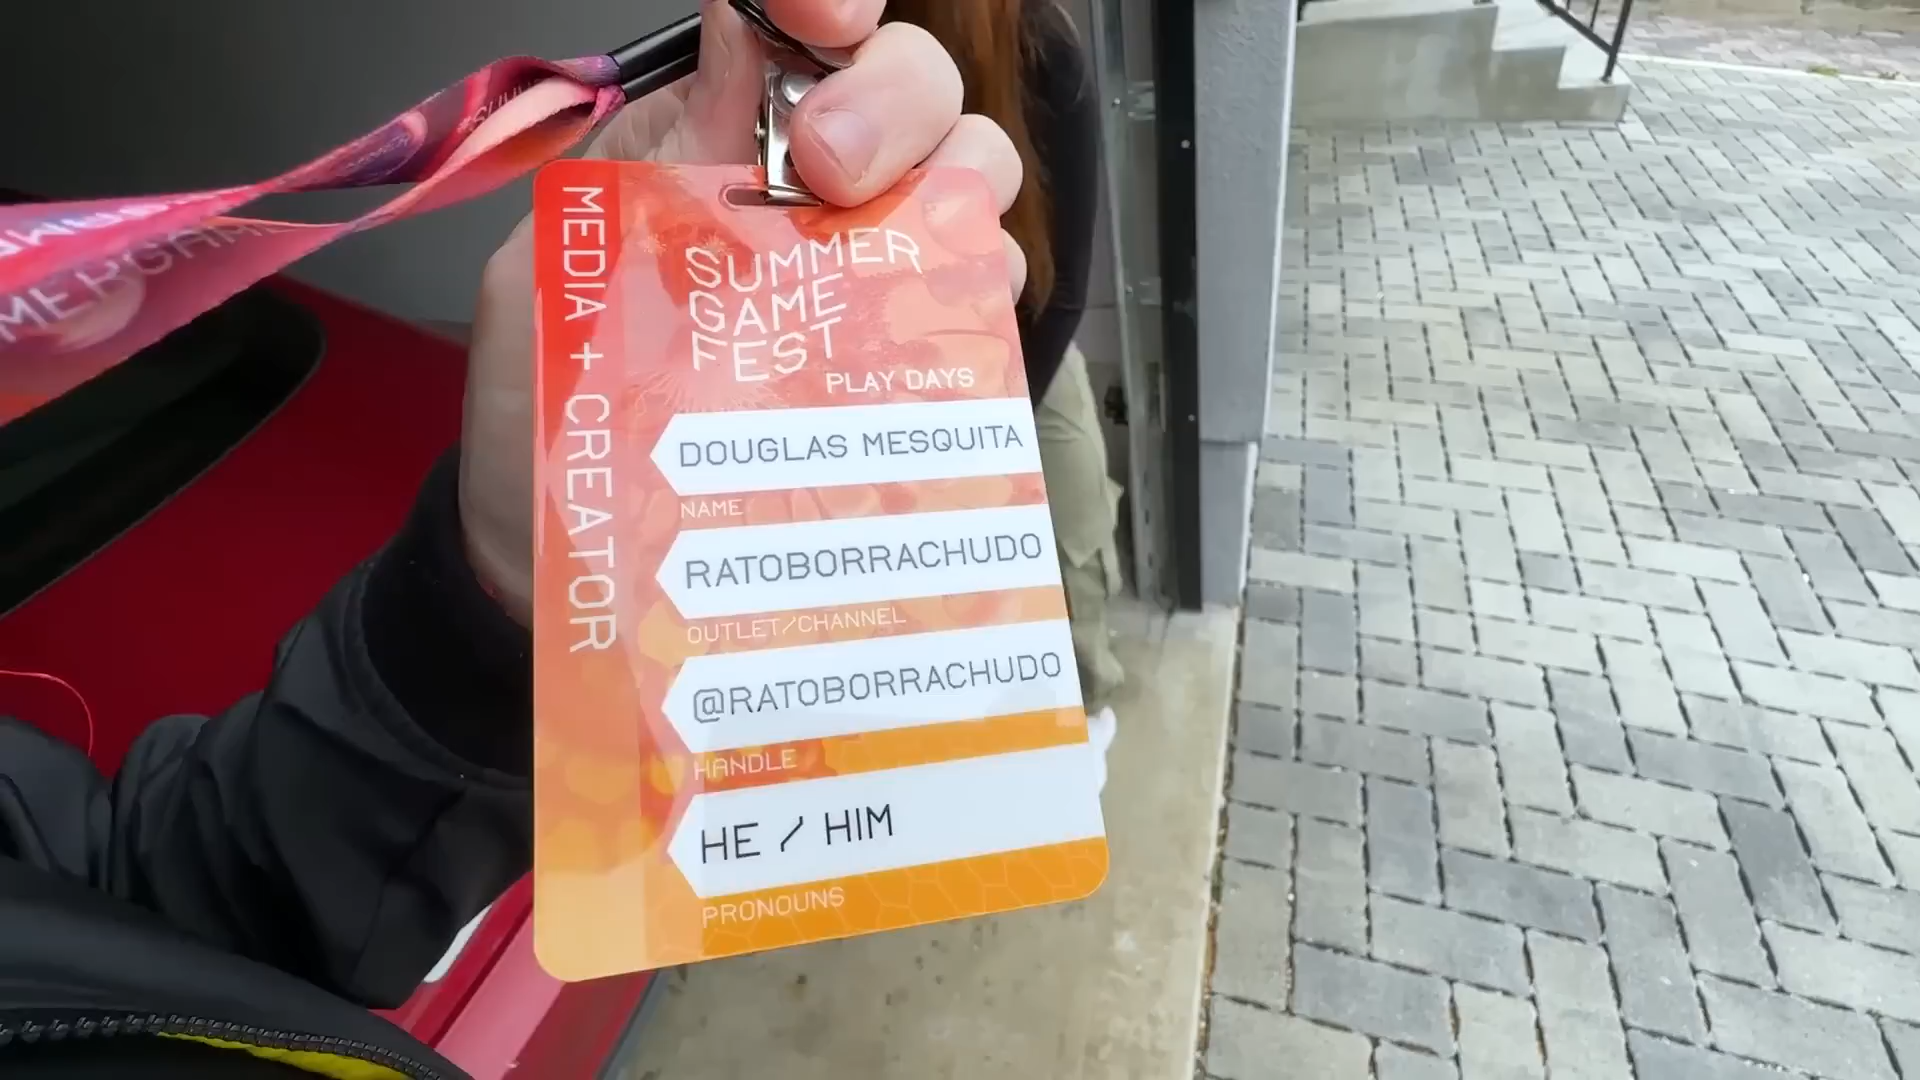 MEDIA + CREATOR
SUMMER
GAME
FEST
PLAY DAYS
DOUGLAS MESQUITA
NAME
RATOBORRACHUDO
OUTLET/CHANNEL
@RATOBORRACHUDO
HANDLE
HE / HIM
PRONOUNS